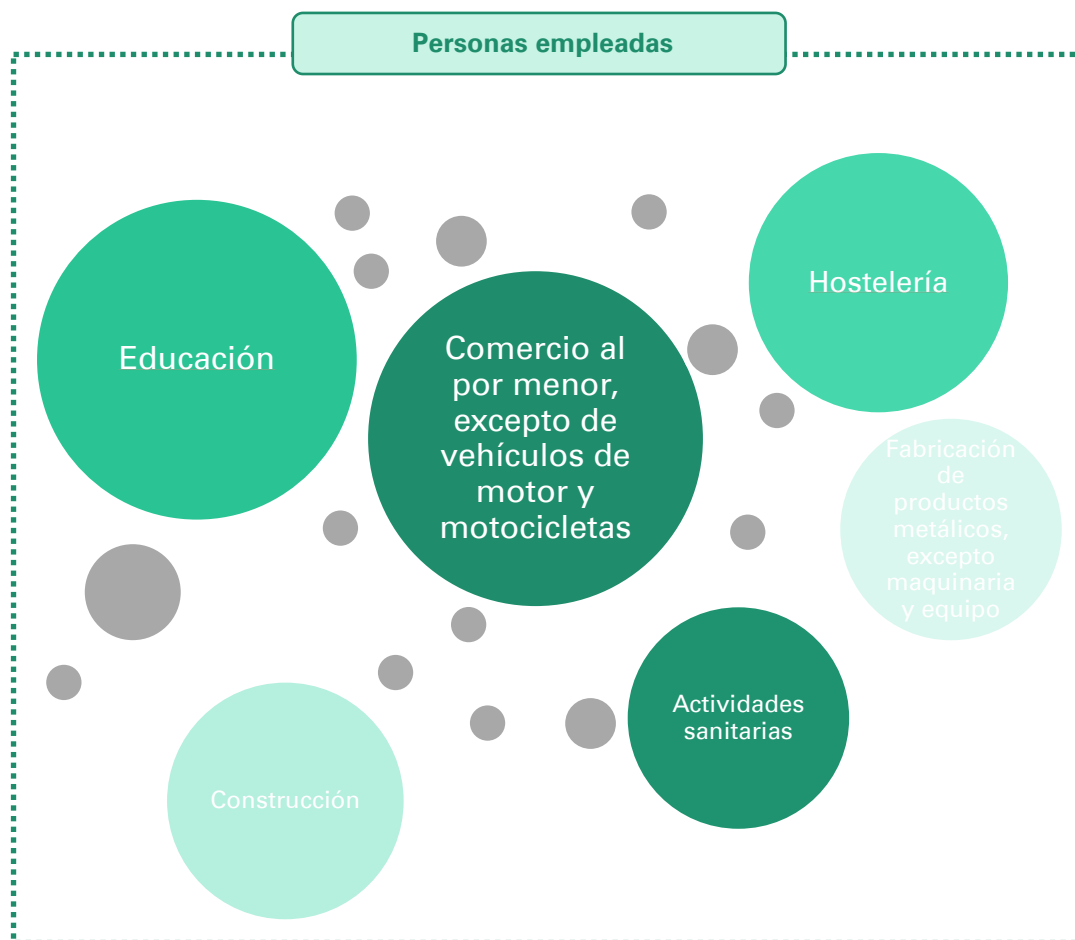 Personas empleadas
Educación
Comercio al
por menor,
excepto de
vehículos de
motor y
motocicletas
Hostelería
Fabricación
de
productos
metálicos,
excepto
maquinaria
y equipo
Actividades
sanitarias
Construcción